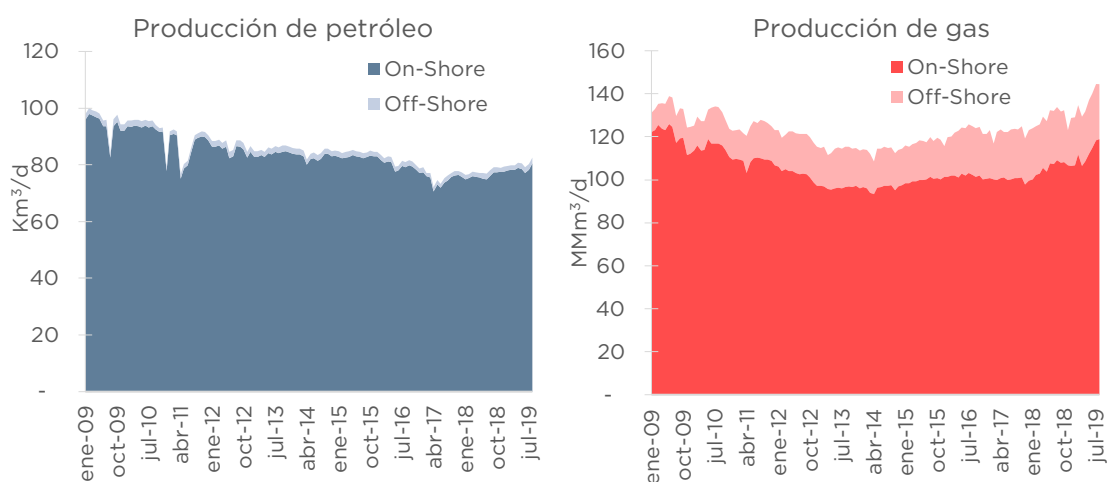 Producción de petróleo
120
100
80
60
40
20
-
Km³/d
On-Shore
Off-Shore
ene-09
oct-09
jul-10
abr-11
ene-12
oct-12
jul-13
abr-14
ene-15
oct-15
jul-16
abr-17
ene-18
oct-18
jul-19
Producción de gas
160
140
120
100
80
60
40
20
-
MMm³/d
On-Shore
Off-Shore
ene-09
oct-09
jul-10
abr-11
ene-12
oct-12
jul-13
abr-14
ene-15
oct-15
jul-16
abr-17
ene-18
oct-18
jul-19